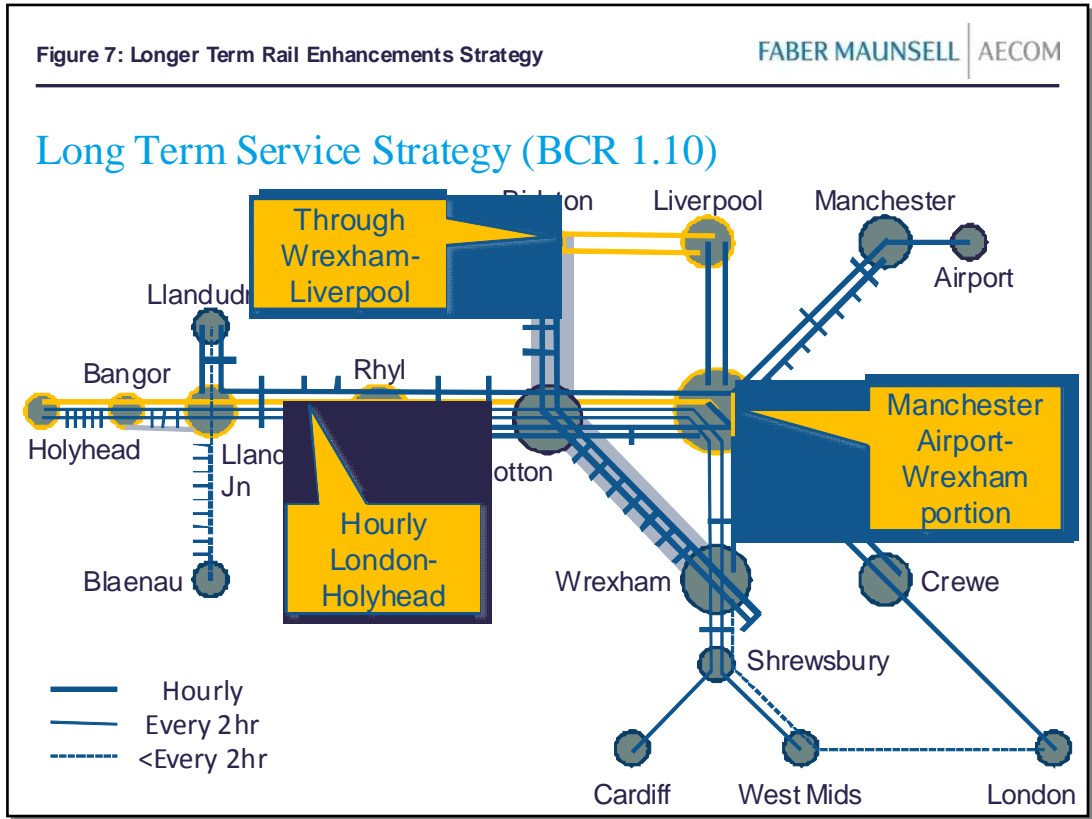 Figure 7: Longer Term Rail Enhancements Strategy
FABER MAUNSELL AECOM
Long Term Service Strategy (BCR 1.10)
Liverpool
Manchester
Through
Wrexham-
Liverpool
Airport
Bangor
Rhyl
Manchester
Airport-
Wrexham
portion
Holyhead
Jn
Hourly
London-
Holyhead
Blaenau
Wrexham
Crewe
Shrewsbury
Hourly
Every 2hr
<Every 2hr
Cardiff
West Mids
London